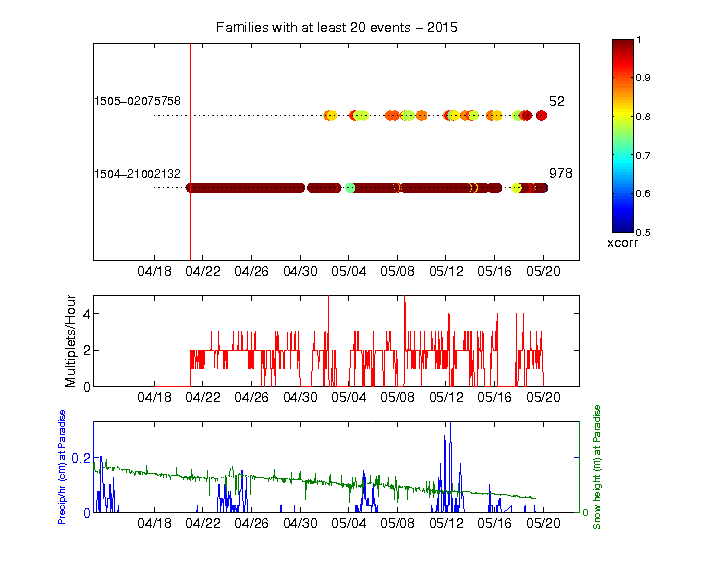 Families with at least 20 events – 2015
1505–02075758
52
1504–21002132
978
04/18 04/22 04/26 04/30 05/04 05/08 05/12 05/16 05/20
1
0.9
0.8
0.7
0.6
0.5
xcorr
Multiplets/Hour
4
2
0
04/18 04/22 04/26 04/30 05/04 05/08 05/12 05/16 05/20
Precip/hr (cm) at Paradise
0.2
0
Snow height (m) at Paradise
0
04/18 04/22 04/26 04/30 05/04 05/08 05/12 05/16 05/20